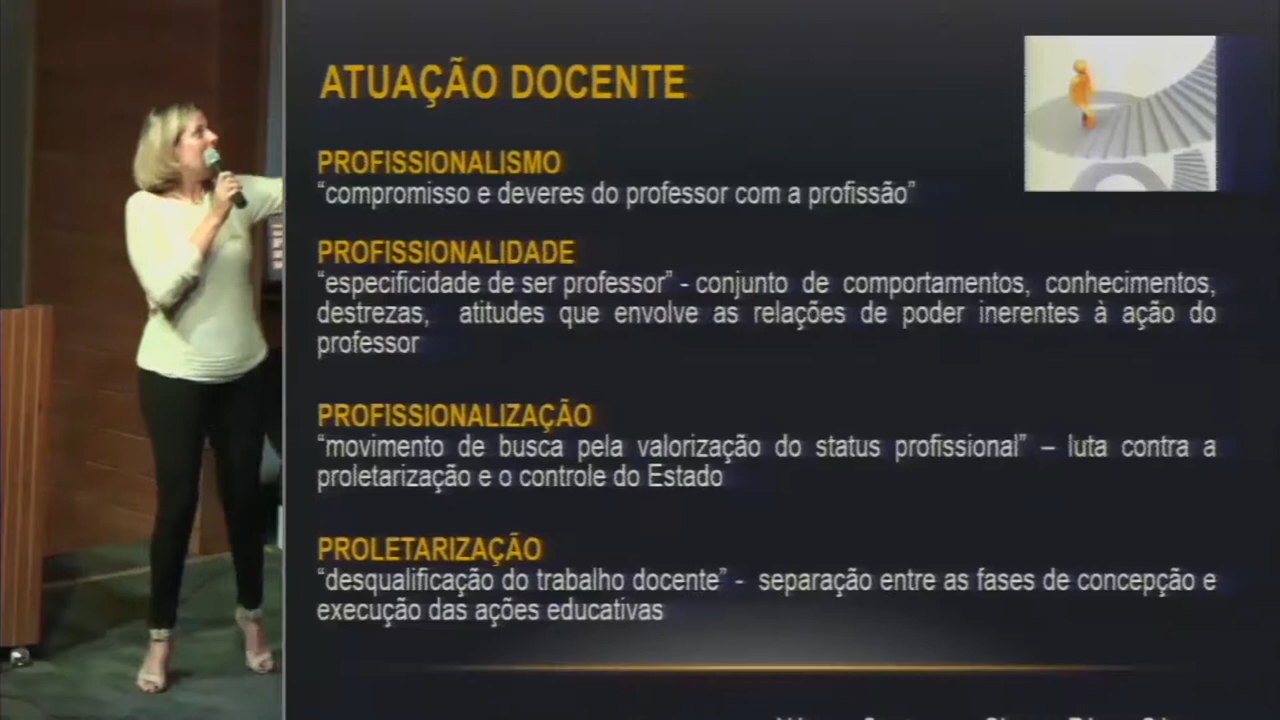 ATUAÇÃO DOCENTE
PROFISSIONALISMO
“compromisso e deveres do professor com a profissão”
PROFISSIONALIDADE
“especificidade de ser professor” - conjunto de comportamentos, conhecimentos,
destrezas, atitudes que envolve as relações de poder inerentes à ação do
professor
PROFISSIONALIZAÇÃO
“movimento de busca pela valorização do status profissional” – luta contra a
proletarização e o controle do Estado
PROLETARIZAÇÃO
“desqualificação do trabalho docente” - separação entre as fases de concepção e
execução das ações educativas